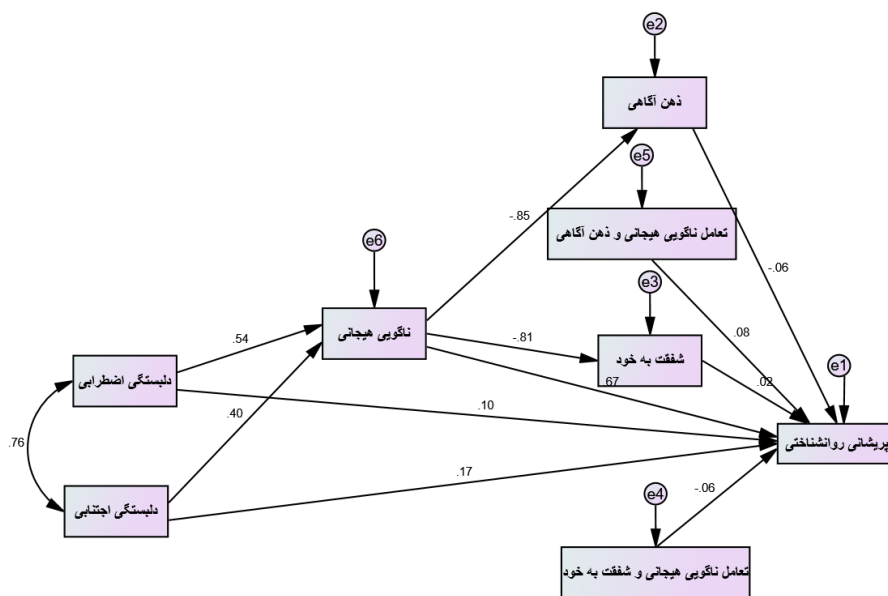 e2
ذهن آگاهی
e5
-.85
تعامل ناگویی هیجانی و ذهن آگاهی
e6
-.06
e3
.08
ناگویی هیجانی
.54
-.81
شفقت به خود
e1
دلبستگی اضطرابی
.67
.02
.10
.40
پریشانی روانشناختی
.76
.17
e4
-.06
دلبستگی اجتنابی
تعامل ناگویی هیجانی و شفقت به خود